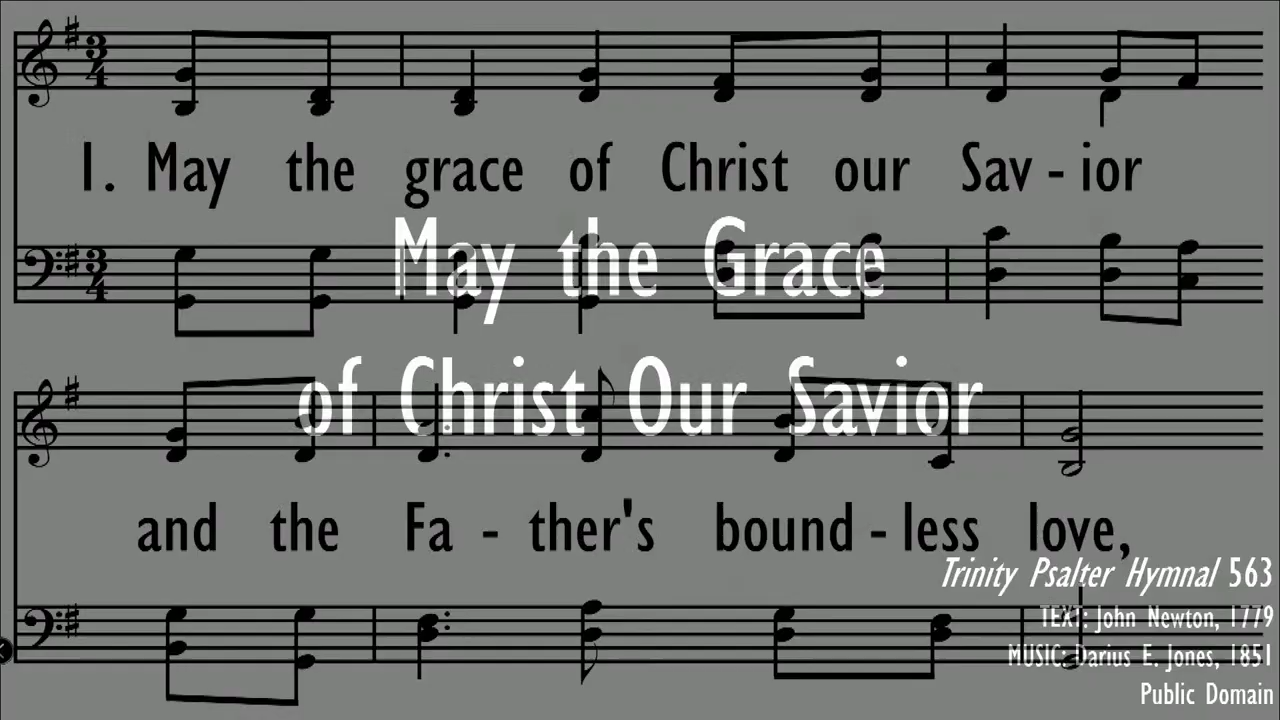 1. May the grace of Christ our Sav - ior
May the Grace
of Christ Our Savior
and the Fa - ther's bound - less love,
Trinity Psalter Hymnal 563
TEXT: John Newton, 1779
MUSIC: Darius E. Jones, 1851
Public Domain